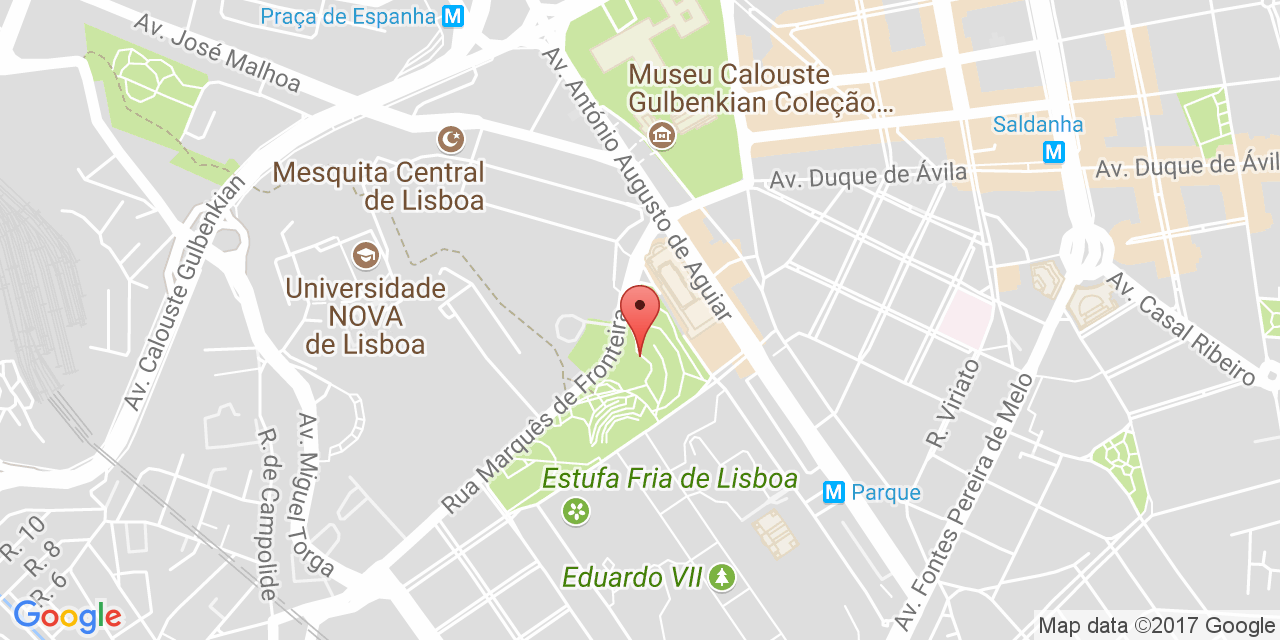 Praça de Espanha M
Av. José Malhoa
Av. António Augusto de Aguiar
Museu Calouste
Gulbenkian Coleção...
Saldanha
M
Mesquita Central
de Lisboa
Av. Duque de Ávila
Av. Duque de Ávil
Av. Calouste Gulbenkian
Universidade
NOVA
de Lisboa
Av. Casal Ribeiro
Rua Marquês de Fronteira
R. Viriato
Av. Fontes Pereira de Melo
Av. Miguel Torga
R. de Campolide
Estufa Fria de Lisboa
M Parque
R. 10
R. 8
R. 6
Eduardo VII
Google
Map data ©2017 Google